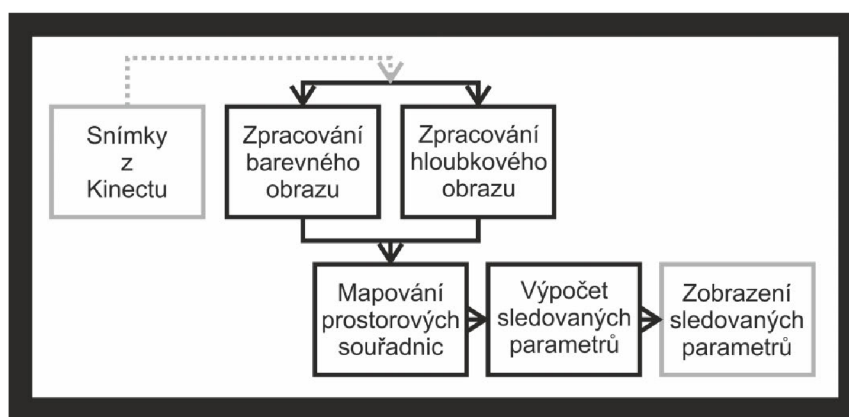 Snímky
z
Kinectu
Zpracování
barevného
obrazu
Zpracování
hloubkového
obrazu
Mapování
prostorových
souřadnic
Výpočet
sledovaných
parametrů
Zobrazení
sledovaných
parametrů